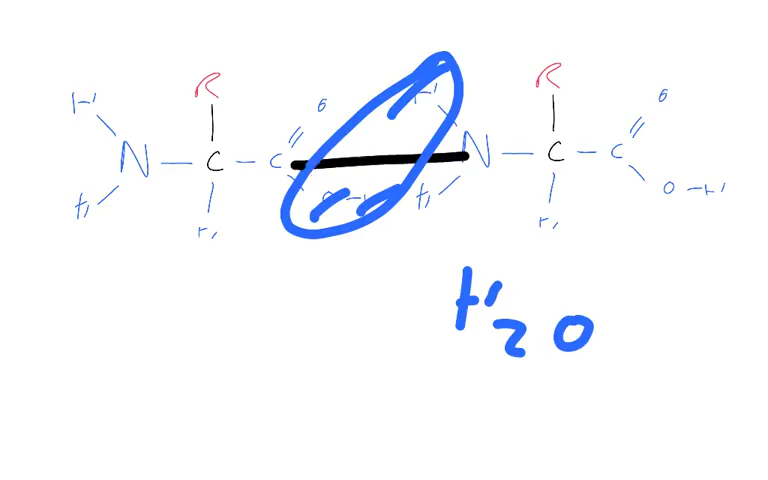 R R
H O H O
N C C N C C
H O H H O H
H H
H2O